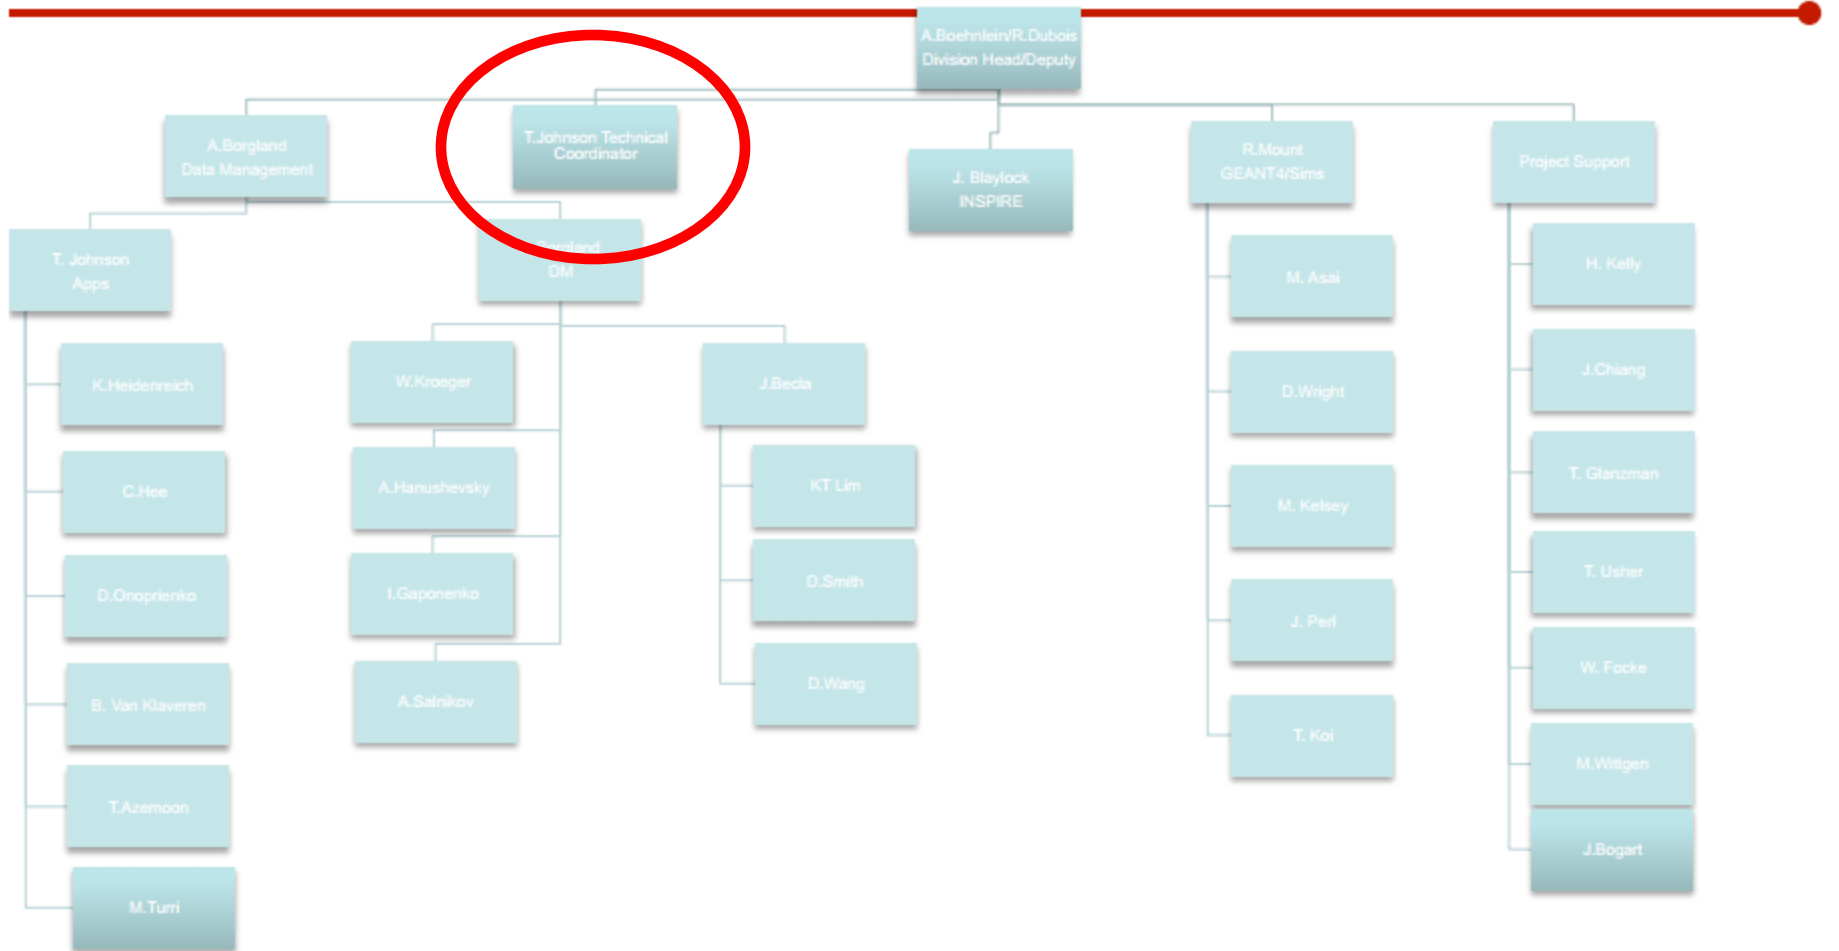 A.Boehnlein/R.Dubois
Division Head/Deputy
A.Borgland
Data Management
T.Johnson Technical
Coordinator
J. Blaylock
INSPIRE
R.Mount
GEANT4/Sims
Project Support
T. Johnson
Apps
Borgland
DM
K.Heidenreich
C.Hee
D.Onoprienko
B. Van Klaveren
T.Azemoon
M.Turri
W.Kroeger
A.Hanushevsky
I.Gaponenko
A.Salnikov
J.Becla
KT Lim
D.Smith
D.Wang
M. Asai
D.Wright
M. Kelsey
J. Perl
T. Koi
H. Kelly
J.Chiang
T. Glanzman
T. Usher
W. Focke
M.Wittgen
J.Bogart